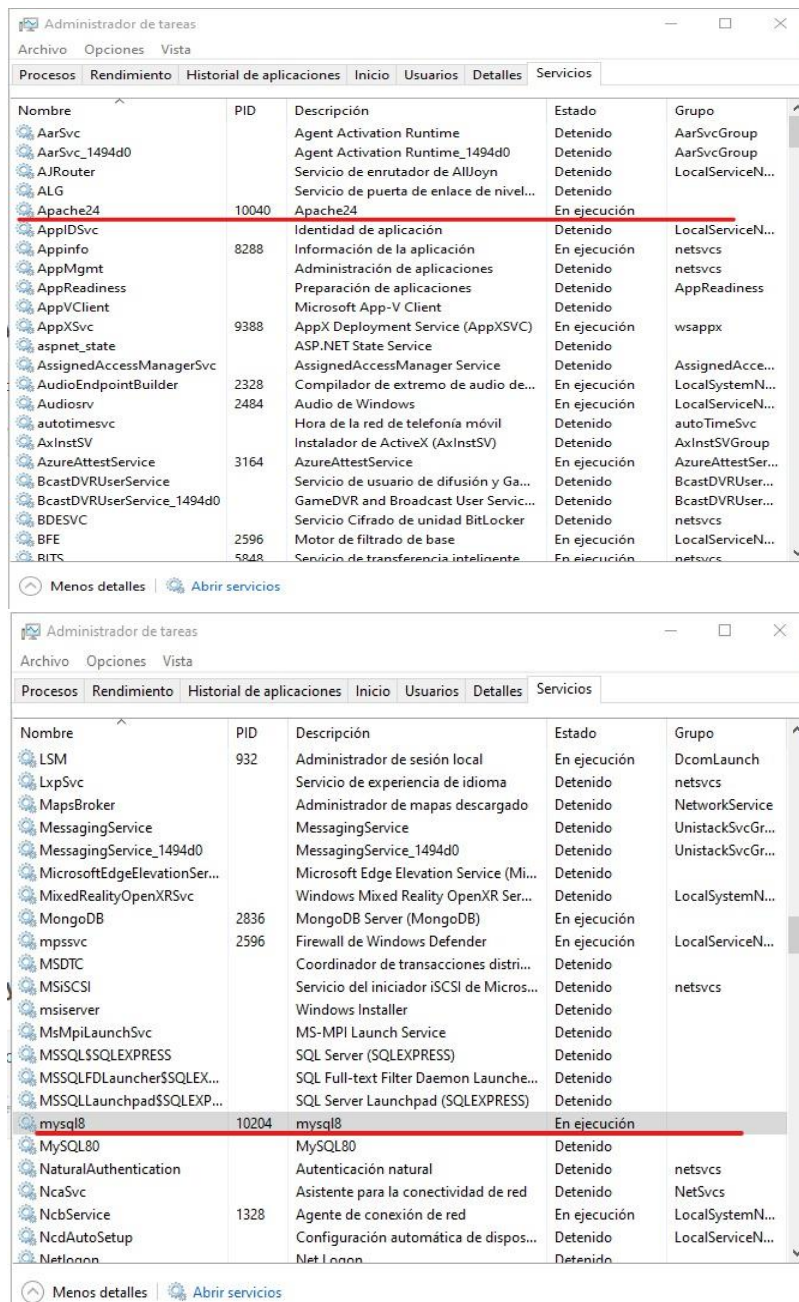 Administrador de tareas
Archivo Opciones Vista
Procesos Rendimiento Historial de aplicaciones Inicio Usuarios Detalles Servicios
Nombre PID Descripción Estado Grupo
AarSvc Agent Activation Runtime Detenido AarSvcGroup
AarSvc_1494d0 Agent Activation Runtime_1494d0 Detenido AarSvcGroup
AJRouter Servicio de enrutador de AllJoyn Detenido LocalServiceN...
ALG Servicio de puerta de enlace de nivel... Detenido
Apache24 10040 Apache24 En ejecución
AppIDSvc Identidad de aplicación Detenido LocalServiceN...
Appinfo 8288 Información de la aplicación En ejecución netsvcs
AppMgmt Administración de aplicaciones Detenido netsvcs
AppReadiness Preparación de aplicaciones Detenido AppReadiness
AppVClient Microsoft App-V Client Detenido
AppXSvc 9388 AppX Deployment Service (AppXSVC) En ejecución wsappx
aspnet_state ASP.NET State Service Detenido
AssignedAccessManagerSvc AssignedAccessManager Service Detenido AssignedAcce...
AudioEndpointBuilder 2328 Compilador de extremo de audio de... En ejecución LocalSystemN...
Audiosrv 2484 Audio de Windows En ejecución LocalServiceN...
autotimesvc Hora de la red de telefonía móvil Detenido autoTimeSvc
AxInstSV Instalador de ActiveX (AxInstSV) Detenido AxInstSVGroup
AzureAttestService 3164 AzureAttestService En ejecución AzureAttestSer...
BcastDVRUserService Servicio de usuario de difusión y Ga... Detenido BcastDVRUser...
BcastDVRUserService_1494d0 GameDVR and Broadcast User Servic... Detenido BcastDVRUser...
BDESVC Servicio Cifrado de unidad BitLocker Detenido netsvcs
BFE 2596 Motor de filtrado de base En ejecución LocalServiceN...
BITS 5848 Servicio de transferencia inteligente En ejecución netsvcs
Menos detalles Abrir servicios
Administrador de tareas
Archivo Opciones Vista
Procesos Rendimiento Historial de aplicaciones Inicio Usuarios Detalles Servicios
Nombre PID Descripción Estado Grupo
LSM 932 Administrador de sesión local En ejecución DcomLaunch
LxpSvc Servicio de experiencia de idioma Detenido netsvcs
MapsBroker Administrador de mapas descargado Detenido NetworkService
MessagingService MessagingService Detenido UnistackSvcGr...
MessagingService_1494d0 MessagingService_1494d0 Detenido UnistackSvcGr...
MicrosoftEdgeElevationSer... Microsoft Edge Elevation Service (Mi... Detenido
MixedRealityOpenXRSvc Windows Mixed Reality OpenXR Ser... Detenido LocalSystemN...
MongoDB 2836 MongoDB Server (MongoDB) En ejecución
mpssvc 2596 Firewall de Windows Defender En ejecución LocalServiceN...
MSDTC Coordinador de transacciones distri... Detenido
MSiSCSI Servicio del iniciador iSCSI de Micros... Detenido netsvcs
msiserver Windows Installer Detenido
MsMpiLaunchSvc MS-MPI Launch Service Detenido
MSSQL$SQLEXPRESS SQL Server (SQLEXPRESS) Detenido
MSSQLFDLauncher$SQLEX... SQL Full-text Filter Daemon Launche... Detenido
MSSQLLaunchpad$SQLEXP... SQL Server Launchpad (SQLEXPRESS) Detenido
mysql8 10204 mysql8 En ejecución
MySQL80 MySQL80 Detenido
NaturalAuthentication Autenticación natural Detenido netsvcs
NcaSvc Asistente para la conectividad de red Detenido NetSvcs
NcbService 1328 Agente de conexión de red En ejecución LocalSystemN...
NcdAutoSetup Configuración automática de dispos... Detenido LocalServiceN...
Netlogon Net Logon Detenido
Menos detalles Abrir servicios